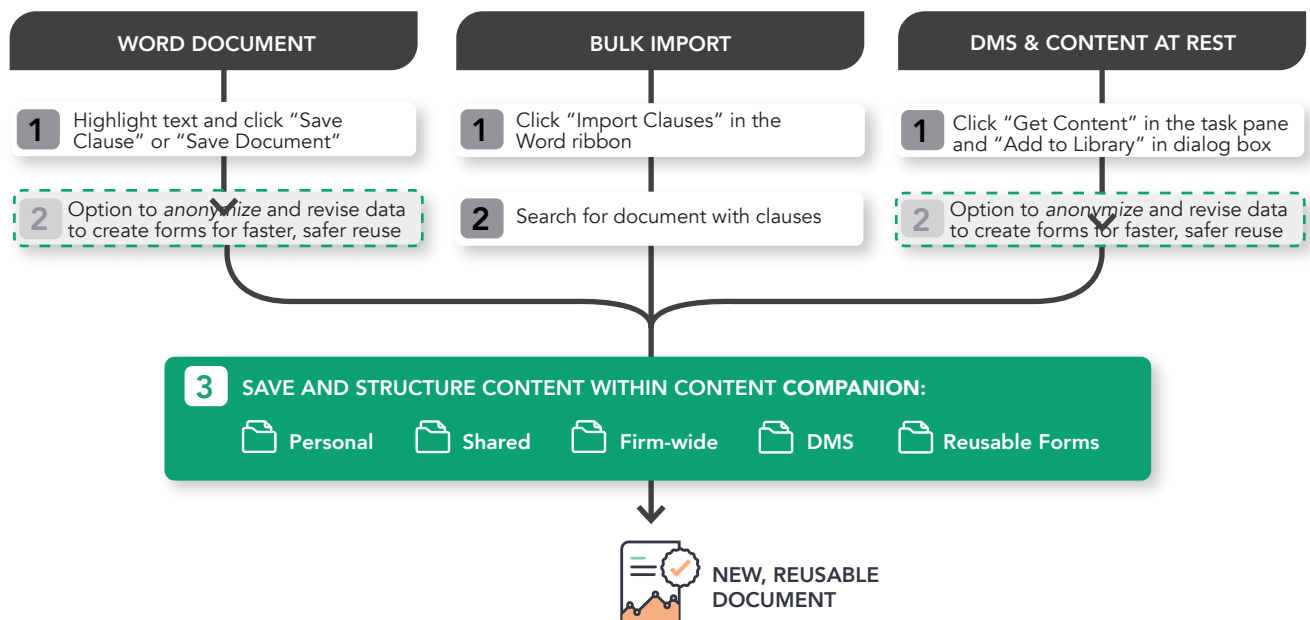 WORD DOCUMENT
1
Highlight text and click “Save
Clause” or “Save Document”
2
Option to anonymize and revise data
to create forms for faster, safer reuse
BULK IMPORT
1
Click “Import Clauses” in the
Word ribbon
2
Search for document with clauses
DMS & CONTENT AT REST
1
Click “Get Content” in the task pane
and “Add to Library” in dialog box
2
Option to anonymize and revise data
to create forms for faster, safer reuse
3
SAVE AND STRUCTURE CONTENT WITHIN CONTENT COMPANION:
Personal
Shared
Firm-wide
DMS
Reusable Forms
NEW, REUSABLE
DOCUMENT